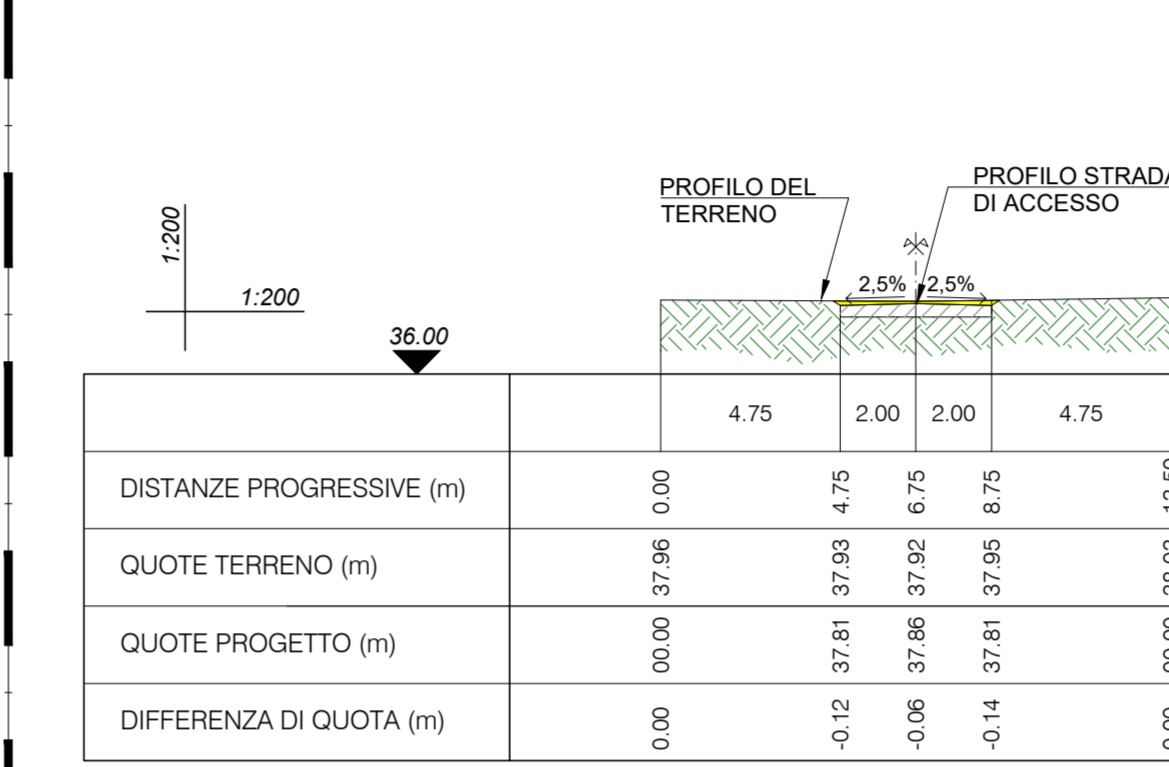 PROFILO DEL
TERRENO
PROFILO STRADA
DI ACCESSO
1:200
1:200
2,5% 2,5%
36.00
4.75 2.00 2.00 4.75
DISTANZE PROGRESSIVE (m) 0.00 4.75 6.75 8.75
QUOTE TERRENO (m) 37.96 37.93 37.92 37.95
QUOTE PROGETTO (m) 00.00 37.81 37.86 37.81
DIFFERENZA DI QUOTA (m) 0.00 -0.12 -0.06 -0.14